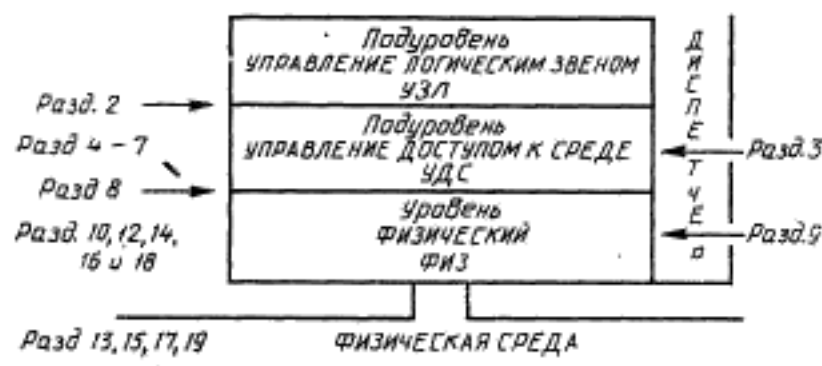 Подуровень
УПРАВЛЕНИЕ ЛОГИЧЕСКИМ ЗВЕНОМ
УЗЛ
Разд. 2
Подуровень
УПРАВЛЕНИЕ ДОСТУПОМ К СРЕДЕ
УДС
Разд 4 - 7
Разд.3
Разд 8
Уровень
ФИЗИЧЕСКИЙ
ФИЗ
Разд. 10, 12, 14,
16 и 18
Разд.9
ДИСПЕТЧЕР
Разд 13, 15, 17, 19
ФИЗИЧЕСКАЯ СРЕДА